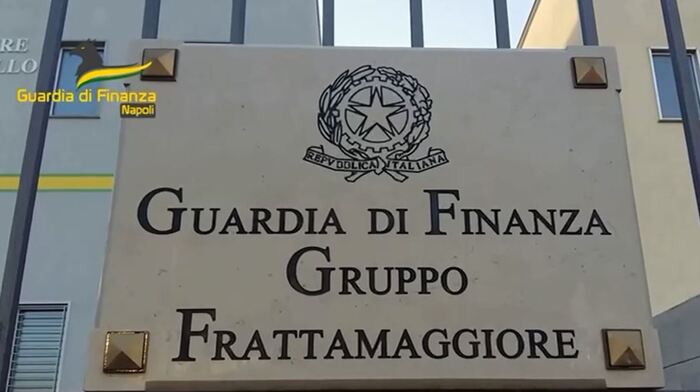 Guardia di Finanza
Napoli
REPVBBLICA ITALIANA
GUARDIA DI FINANZA
GRUPPO
FRATTAMAGGIORE